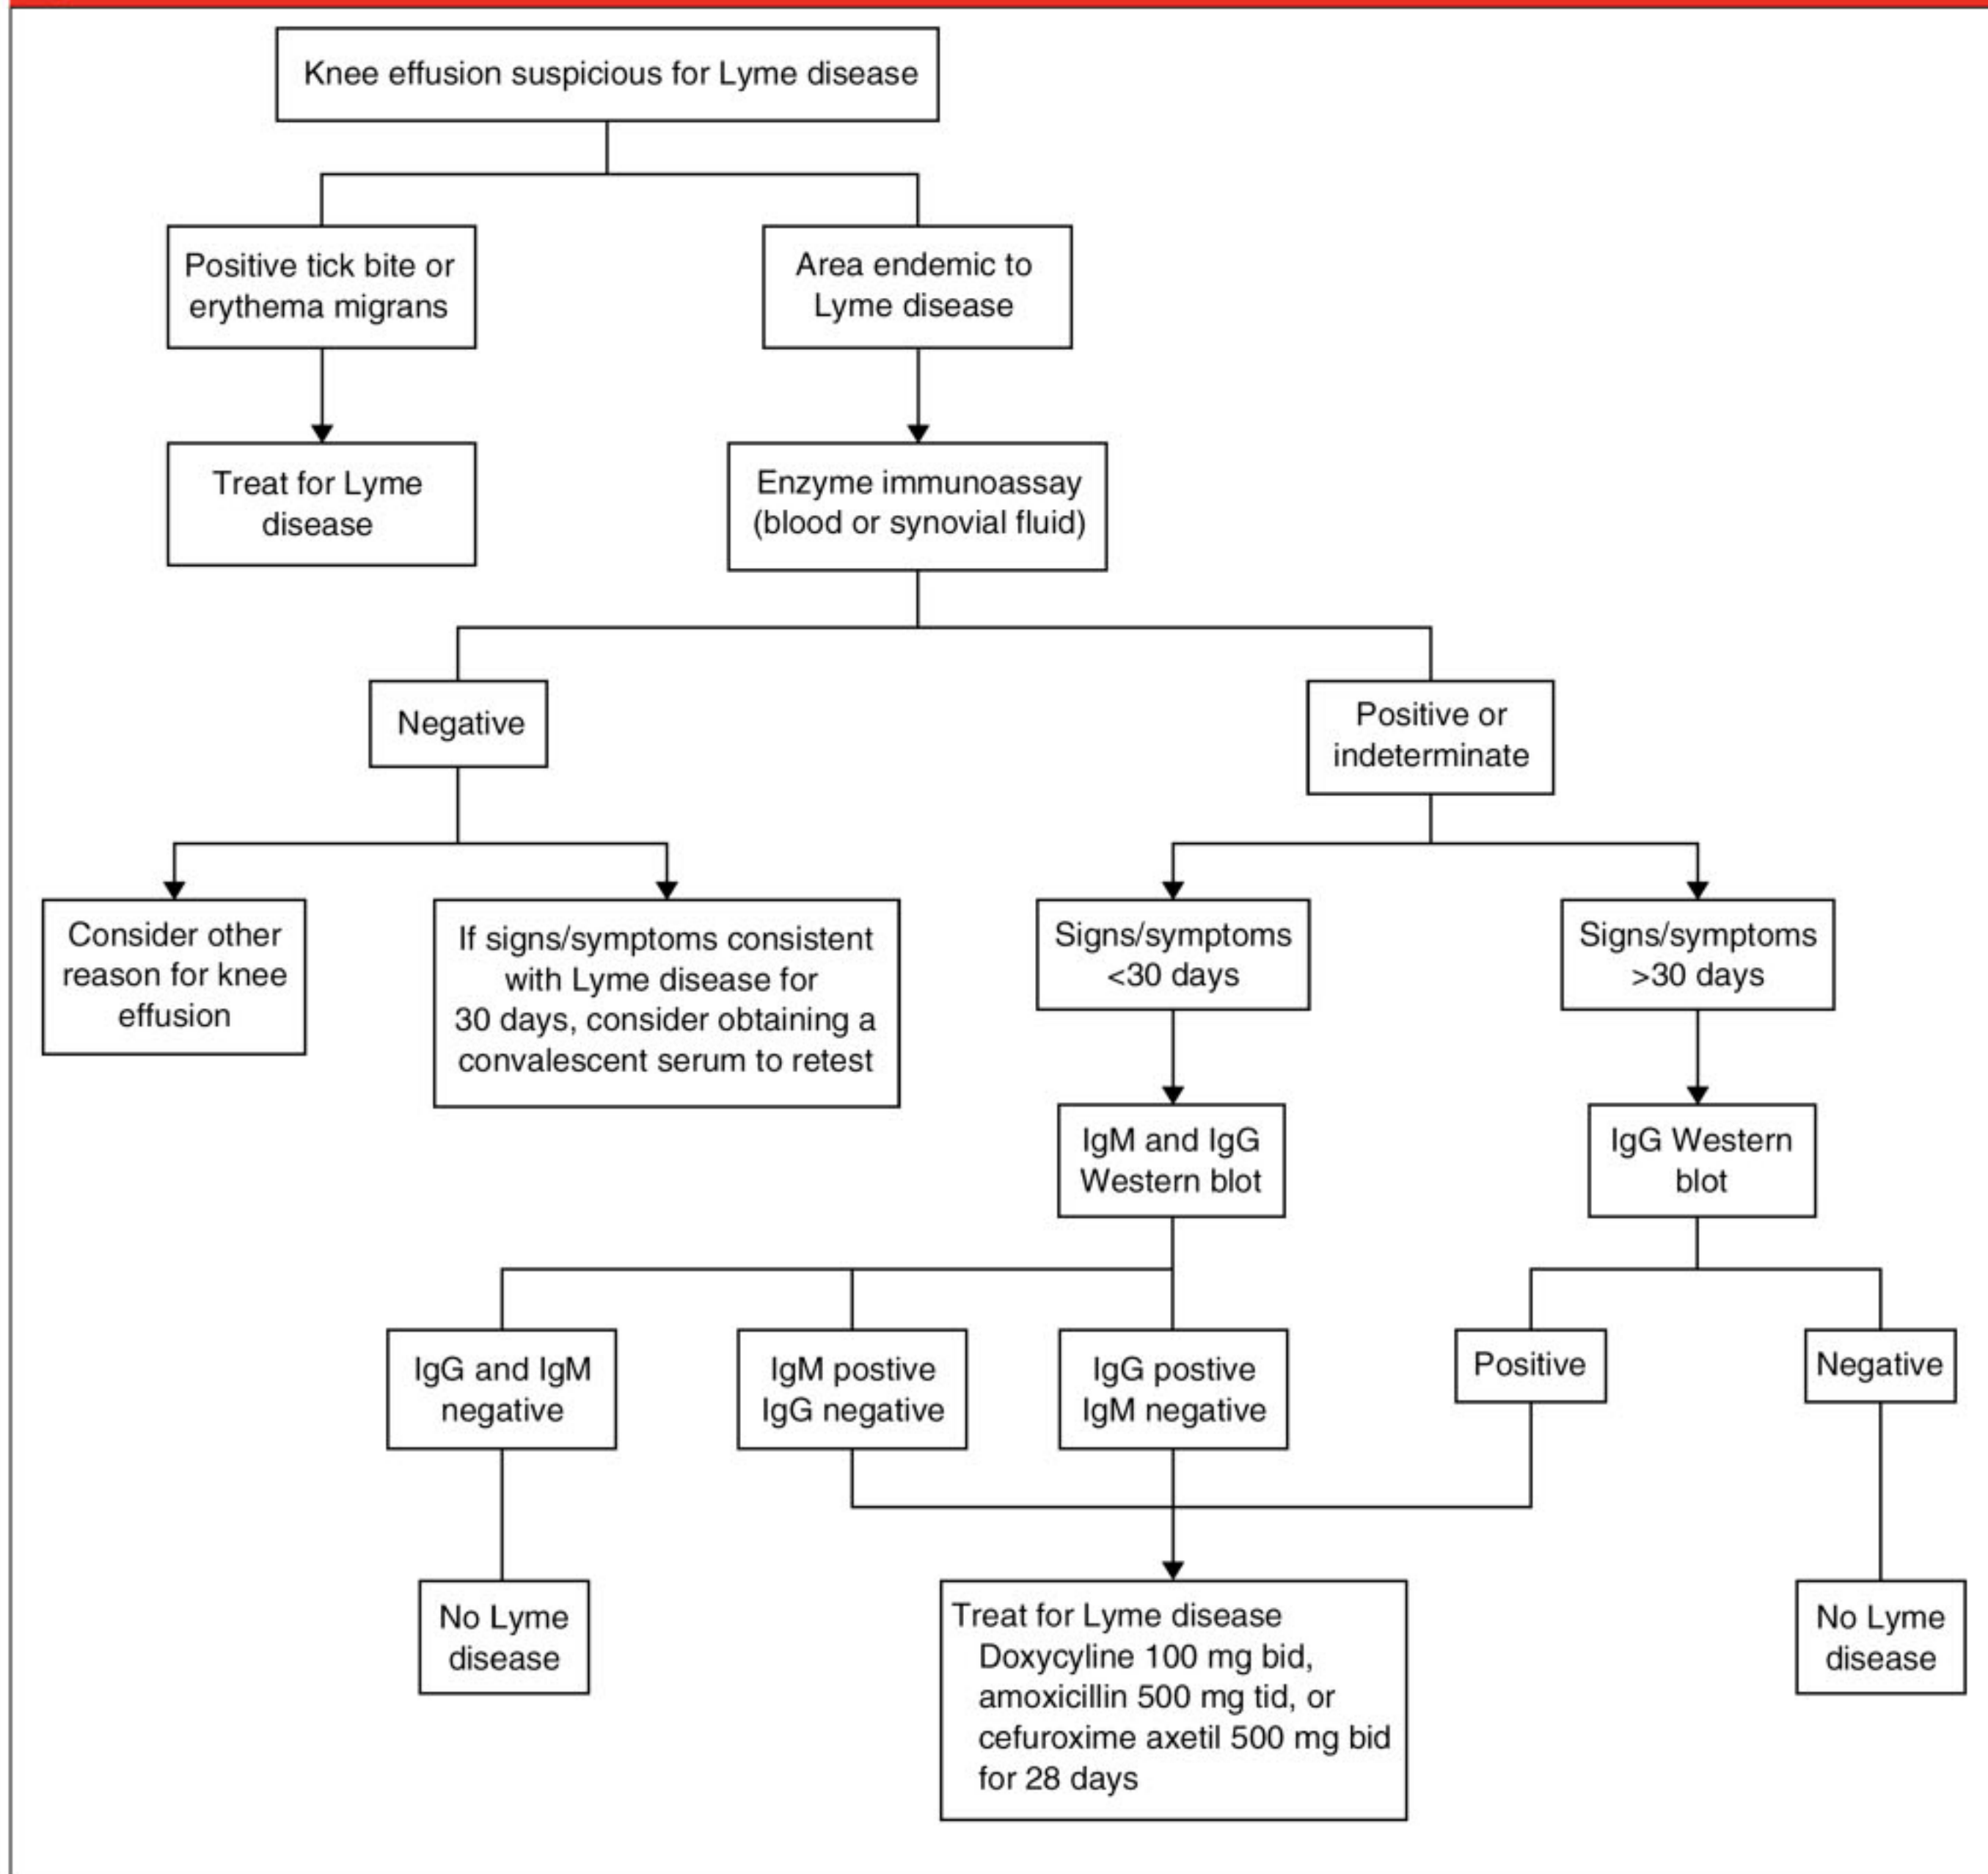 Knee effusion suspicious for Lyme disease
Positive tick bite or
erythema migrans
Area endemic to
Lyme disease
Treat for Lyme
disease
Enzyme immunoassay
(blood or synovial fluid)
Negative
Positive or
indeterminate
Consider other
reason for knee
effusion
If signs/symptoms consistent
with Lyme disease for
30 days, consider obtaining a
convalescent serum to retest
Signs/symptoms
<30 days
Signs/symptoms
>30 days
IgM and IgG
Western blot
IgG Western
blot
IgG and IgM
negative
IgM postive
IgG negative
IgG postive
IgM negative
Positive
Negative
No Lyme
disease
Treat for Lyme disease
Doxycyline 100 mg bid,
amoxicillin 500 mg tid, or
cefuroxime axetil 500 mg bid
for 28 days
No Lyme
disease